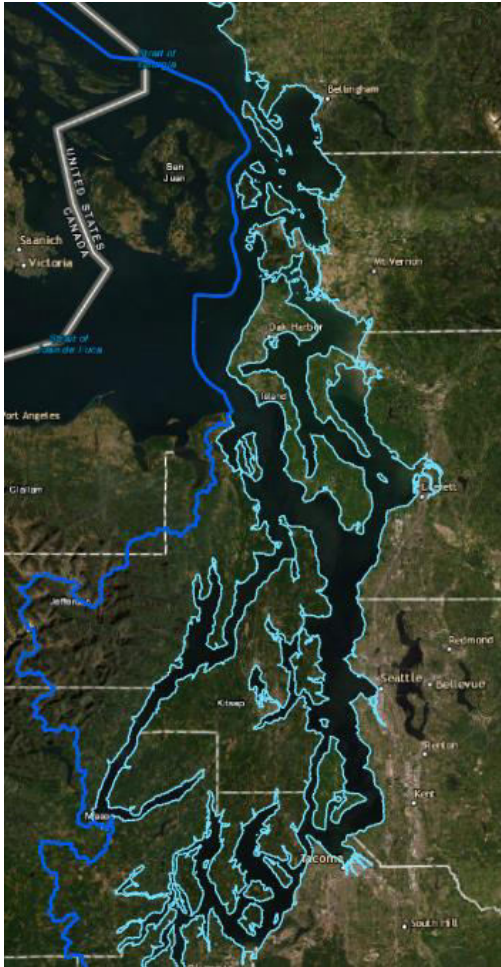 Strait of
Georgia
Bellingham
UNITED STATES
CANADA
San
Juan
Saanich
Victoria
Mt Vernon
Oak Harbor
Strait of
Juan de Fuca
Island
Port Angeles
Clallam
Everett
Jefferson
Redmond
Seattle
Bellevue
Kitsap
Renton
Mason
Kent
Tacoma
South Hill